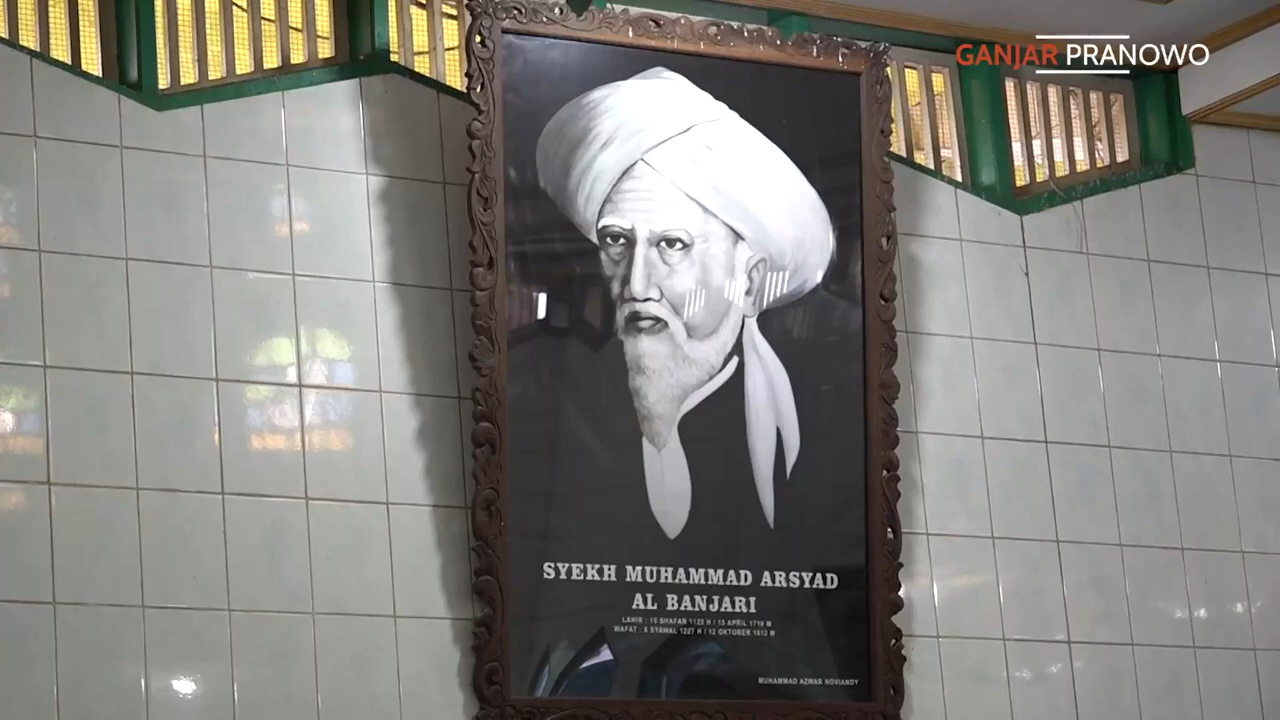 GANJAR PRANOWO
SYEKH MUHAMMAD ARSYAD
AL BANJARI
LAHIR : 15 SHAFAR 1122 H / 15 APRIL 1710 M
WAFAT : 6 SYAWAL 1227 H / 12 OKTOBER 1812 M
MUHAMMAD AZWAR NOVIANDY